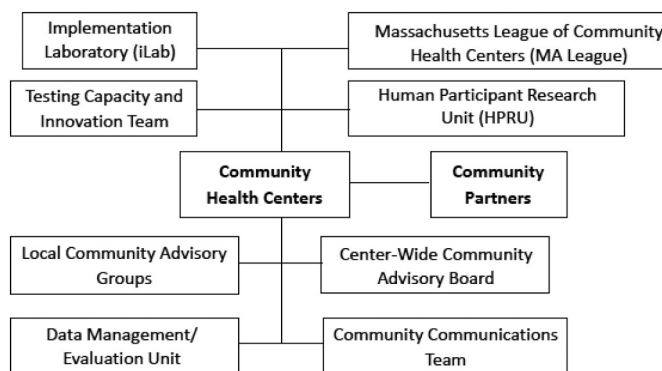 Implementation
Laboratory (iLab)
Massachusetts League of Community
Health Centers (MA League)
Testing Capacity and
Innovation Team
Human Participant Research
Unit (HPRU)
Community
Health Centers
Community
Partners
Local Community Advisory
Groups
Center-Wide Community
Advisory Board
Data Management/
Evaluation Unit
Community Communications
Team